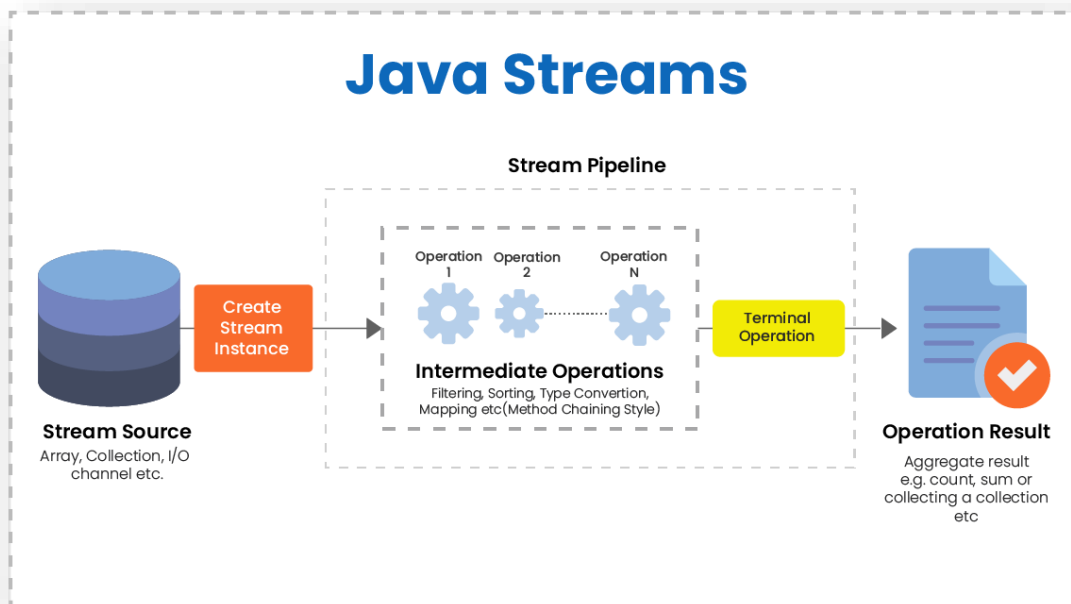 Java Streams
Stream Pipeline
Operation
1
Operation
2
Operation
N
Create
Stream
Instance
Terminal
Operation
Intermediate Operations
Filtering, Sorting, Type Convertion,
Mapping etc(Method Chaining Style)
Stream Source
Array, Collection, I/O
channel etc.
Operation Result
Aggregate result
e.g. count, sum or
collecting a collection
etc